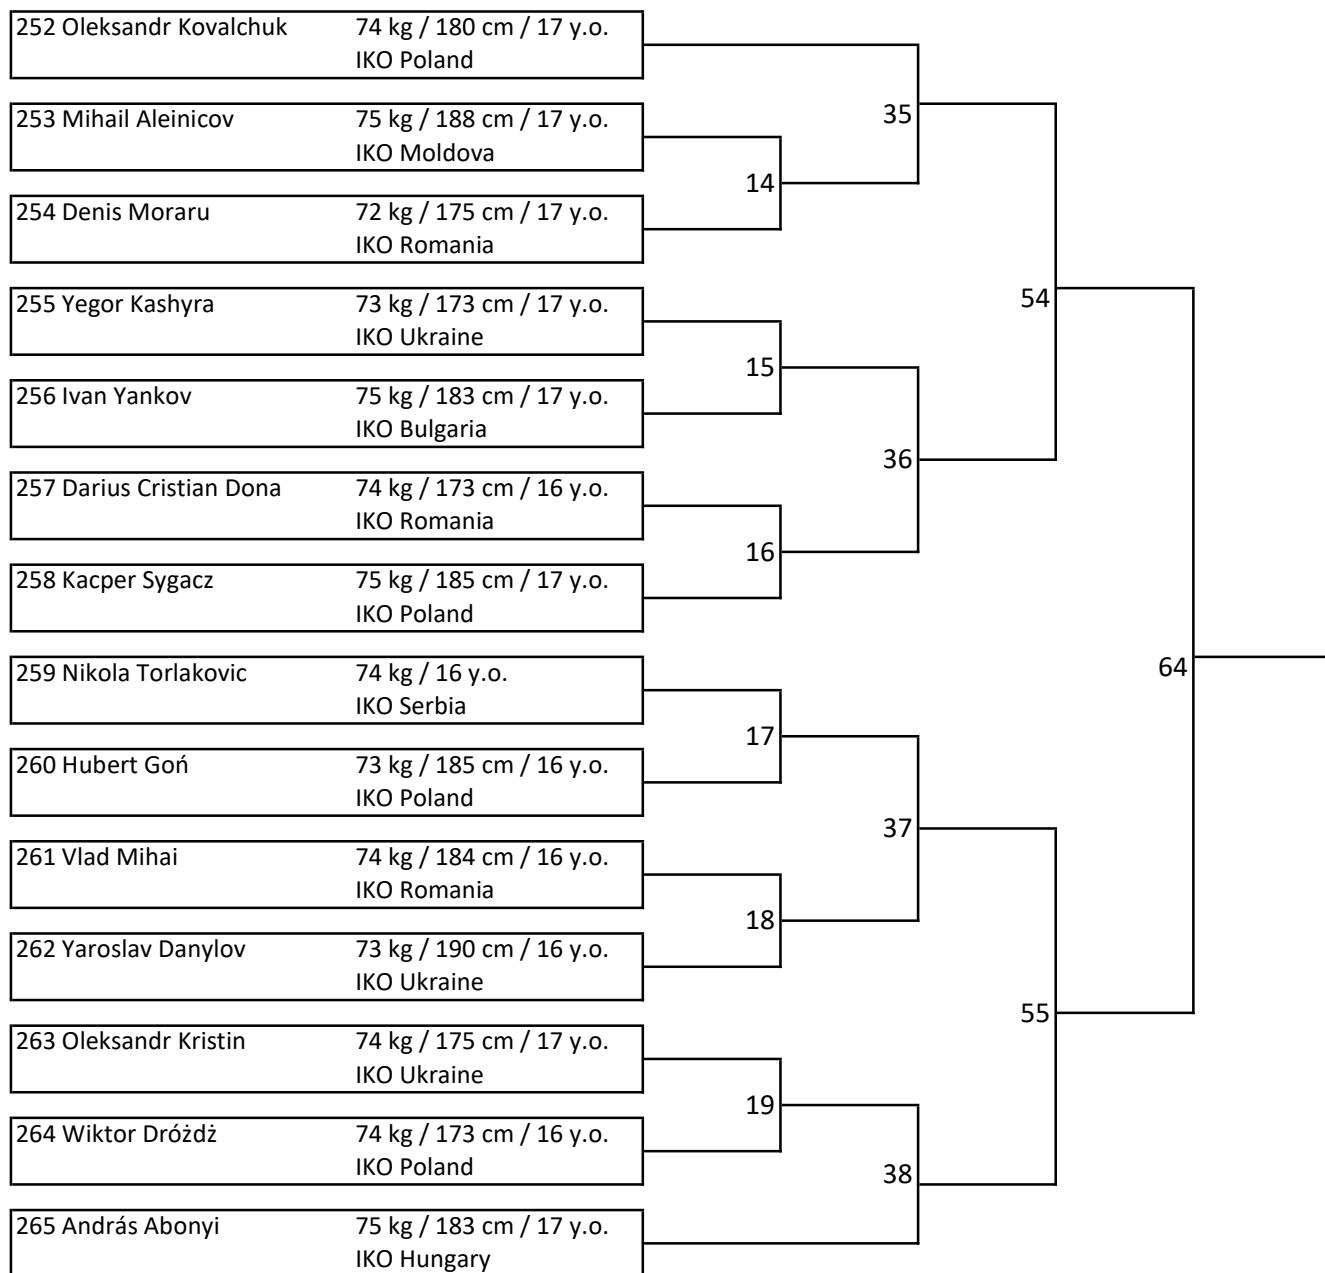 252 Oleksandr Kovalchuk 74 kg / 180 cm / 17 y.o.
IKO Poland
253 Mihail Aleinicov 75 kg / 188 cm / 17 y.o.
IKO Moldova
35
14
254 Denis Moraru 72 kg / 175 cm / 17 y.o.
IKO Romania
255 Yegor Kashyra 73 kg / 173 cm / 17 y.o.
IKO Ukraine
54
15
256 Ivan Yankov 75 kg / 183 cm / 17 y.o.
IKO Bulgaria
36
257 Darius Cristian Dona 74 kg / 173 cm / 16 y.o.
IKO Romania
16
258 Kacper Sygacz 75 kg / 185 cm / 17 y.o.
IKO Poland
259 Nikola Torlakovic 74 kg / 16 y.o.
IKO Serbia
64
17
260 Hubert Goń 73 kg / 185 cm / 16 y.o.
IKO Poland
37
261 Vlad Mihai 74 kg / 184 cm / 16 y.o.
IKO Romania
18
262 Yaroslav Danylov 73 kg / 190 cm / 16 y.o.
IKO Ukraine
55
263 Oleksandr Kristin 74 kg / 175 cm / 17 y.o.
IKO Ukraine
19
264 Wiktor Dróżdż 74 kg / 173 cm / 16 y.o.
IKO Poland
38
265 András Abonyi 75 kg / 183 cm / 17 y.o.
IKO Hungary